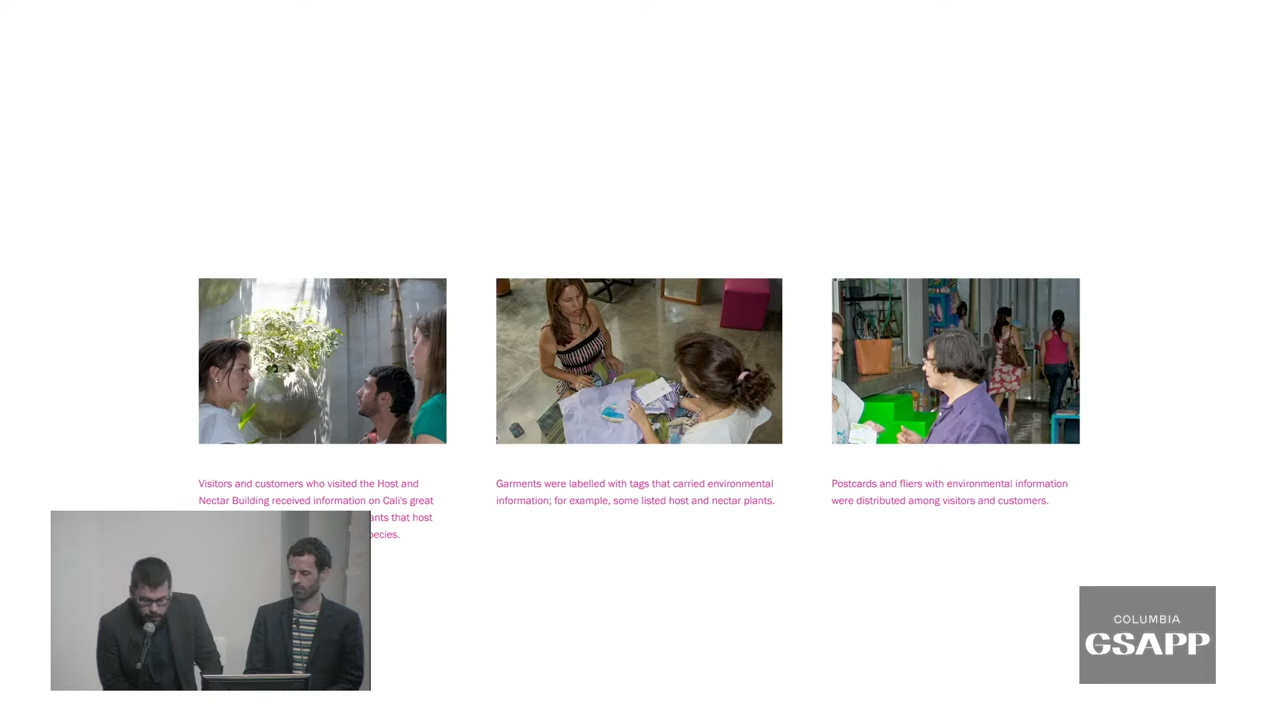 Visitors and customers who visited the Host and
Nectar Building received information on Cali's great
ants that host
pecies.
Garments were labelled with tags that carried environmental
information; for example, some listed host and nectar plants.
Postcards and fliers with environmental information
were distributed among visitors and customers.
COLUMBIA
GSAPP